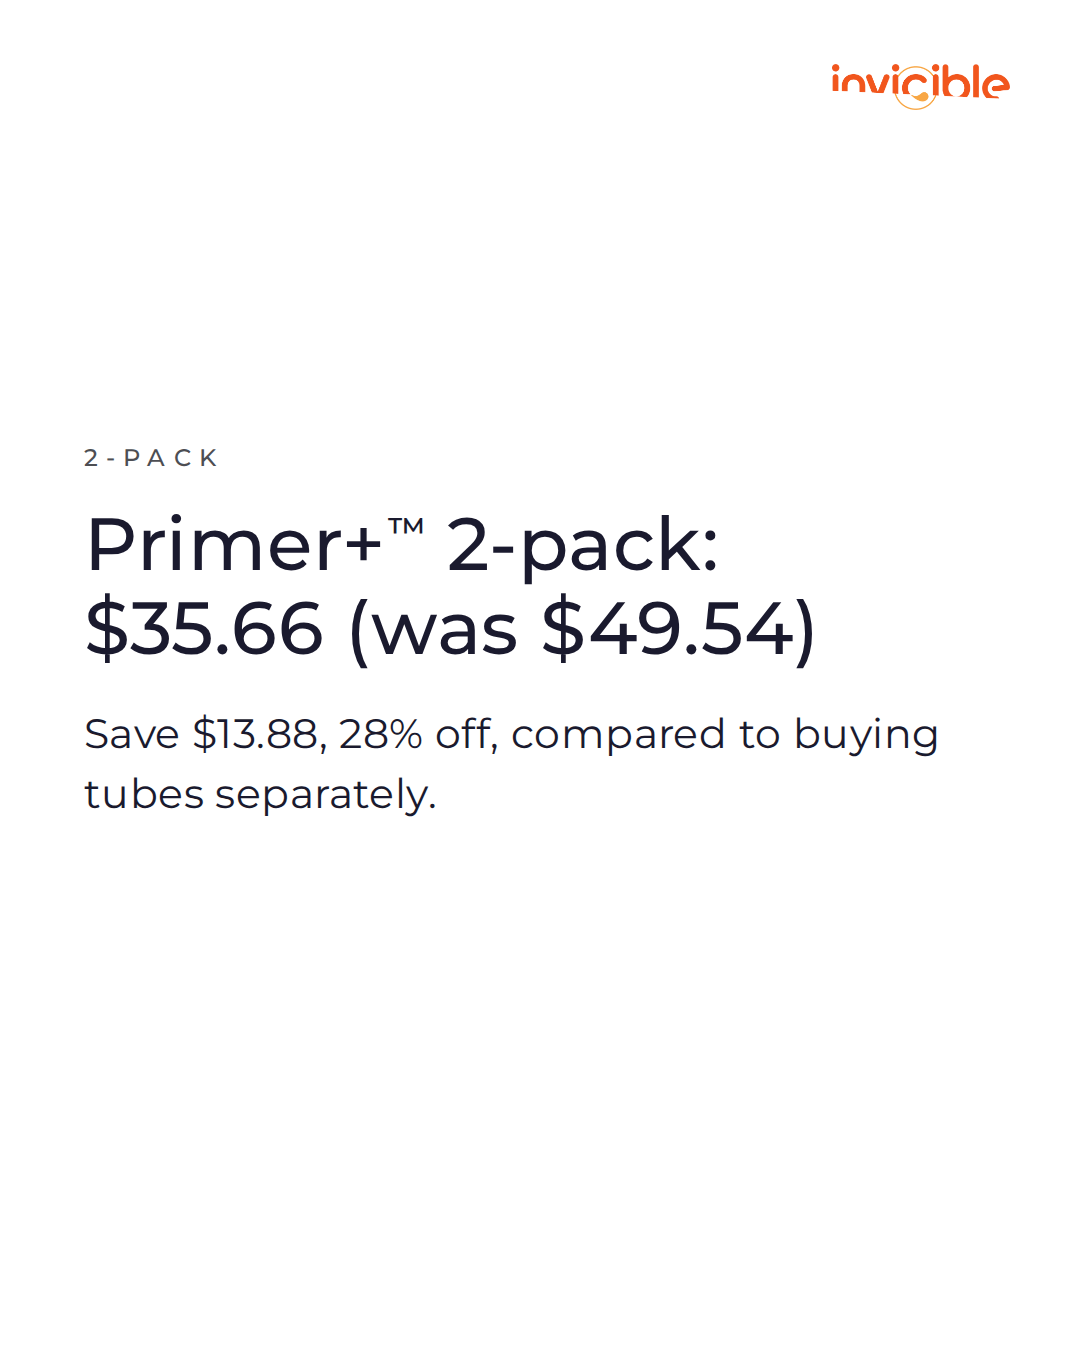 invicible
2-PACK
Primer+™ 2-pack:
$35.66 (was $49.54)
Save $13.88, 28% off, compared to buying
tubes separately.